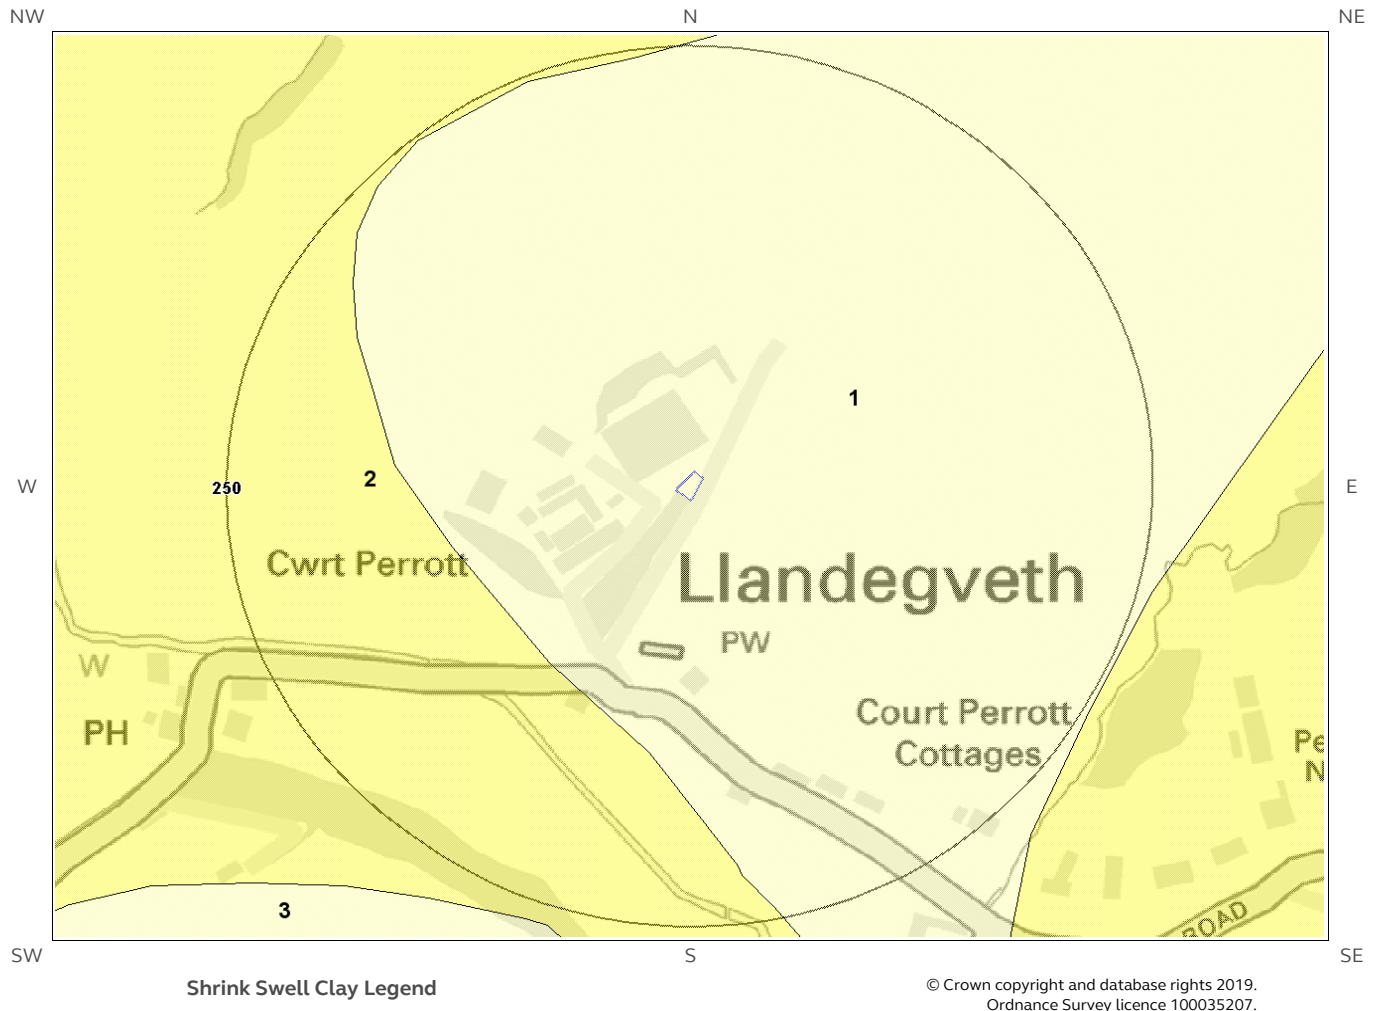 NW N NE
1
2
W 250 E
Cwrt Perrott
Llandegveth
PW
W
Court Perrott
PH
Cottages
Pe
N
3
ROAD
SW S SE
Shrink Swell Clay Legend
© Crown copyright and database rights 2019.
Ordnance Survey licence 100035207.